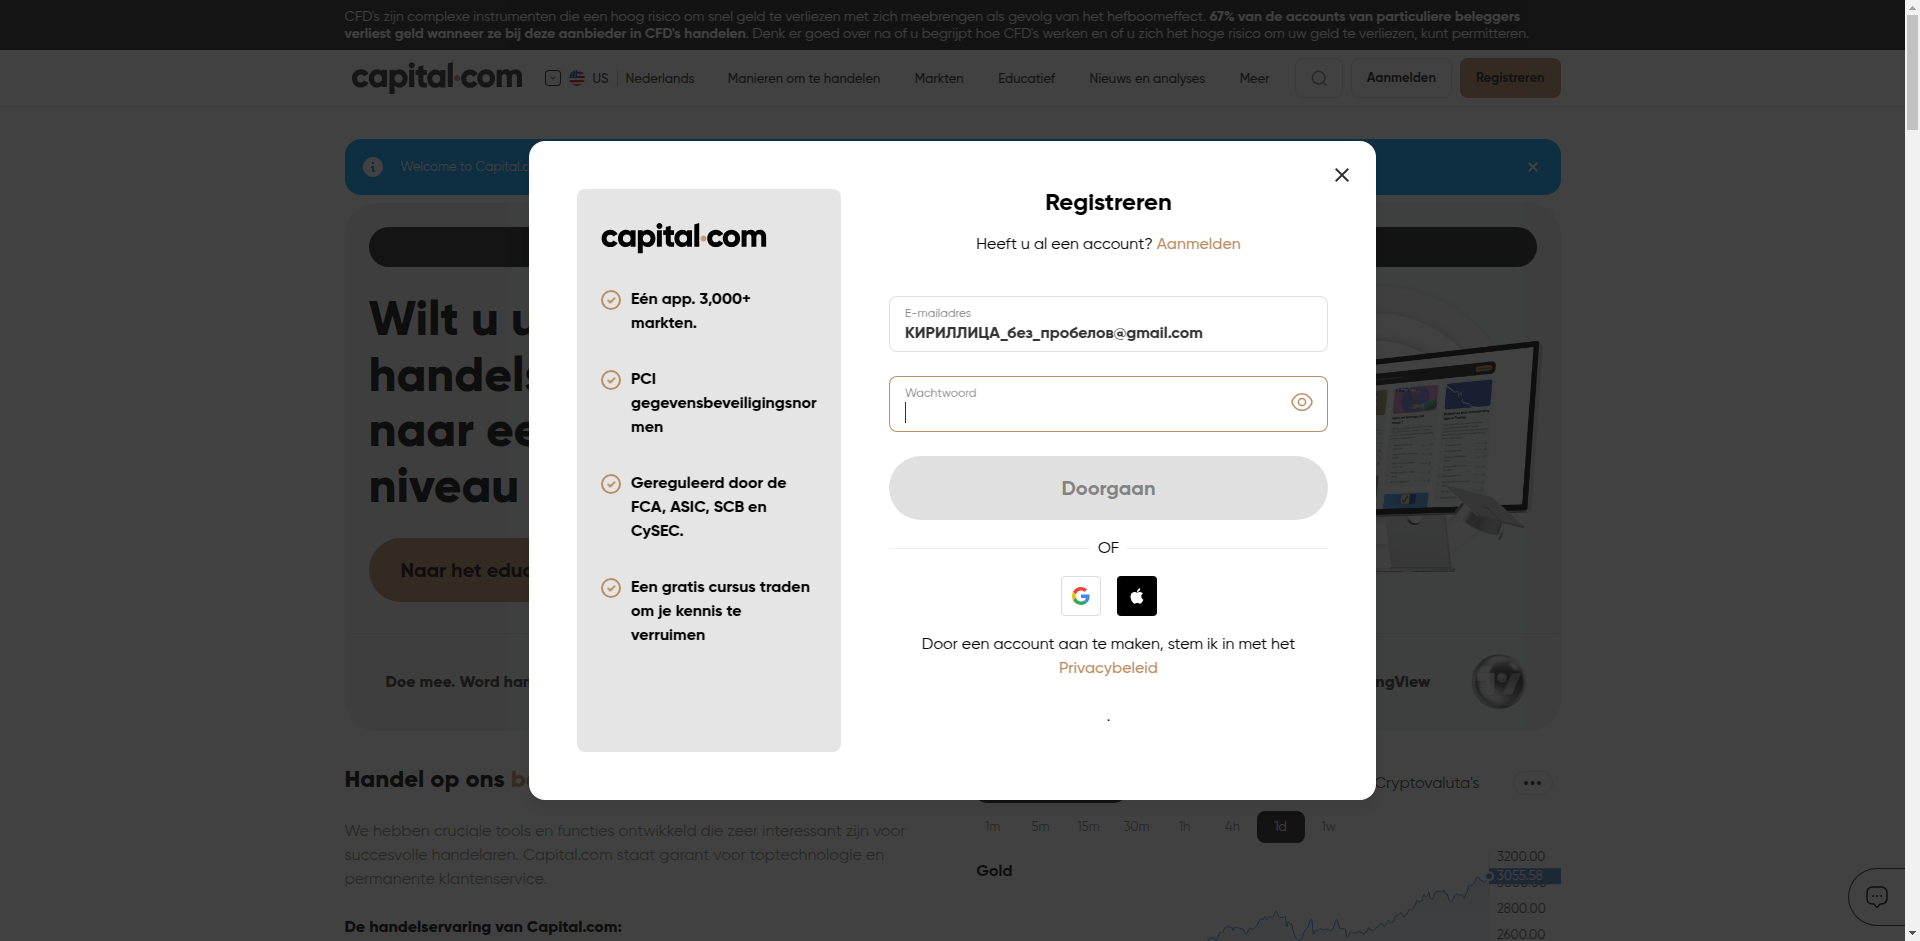 CFD's zijn complexe instrumenten die een hoog risico om snel geld te verliezen met zich meebrengen als gevolg van het hefboomeffect. 67% van de accounts van particuliere beleggers
verliest geld wanneer ze bij deze aanbieder in CFD's handelen. Denk er goed over na of u begrijpt hoe CFD's werken en of u zich het hoge risico om uw geld te verliezen, kunt permitteren.
capital.com
US Nederlands Manieren om te handelen Markten Educatief Nieuws en analyses Meer Aanmelden Registreren
Welcome to Capital.c
Wilt u u
handels
naar ee
niveau
Naar het educ
Doe mee. Word han
ngView
capital.com
Eén app. 3,000+
markten.
PCI
gegevensbeveiligingsnor
men
Gereguleerd door de
FCA, ASIC, SCB en
CySEC.
Een gratis cursus traden
om je kennis te
verruimen
Registreren
Heeft u al een account? Aanmelden
E-mailadres
КИРИЛЛИЦА_без_пробелов@gmail.com
Wachtwoord
Doorgaan
OF
Door een account aan te maken, stem ik in met het
Privacybeleid
.
Handel op ons b
Cryptovaluta's
We hebben cruciale tools en functies ontwikkeld die zeer interessant zijn voor
succesvolle handelaren. Capital.com staat garant voor toptechnologie en
permanente klantenservice.
De handelservaring van Capital.com:
1m 5m 15m 30m 1h 4h 1d 1w
Gold
3200.00
3055.58
2800.00
2600.00